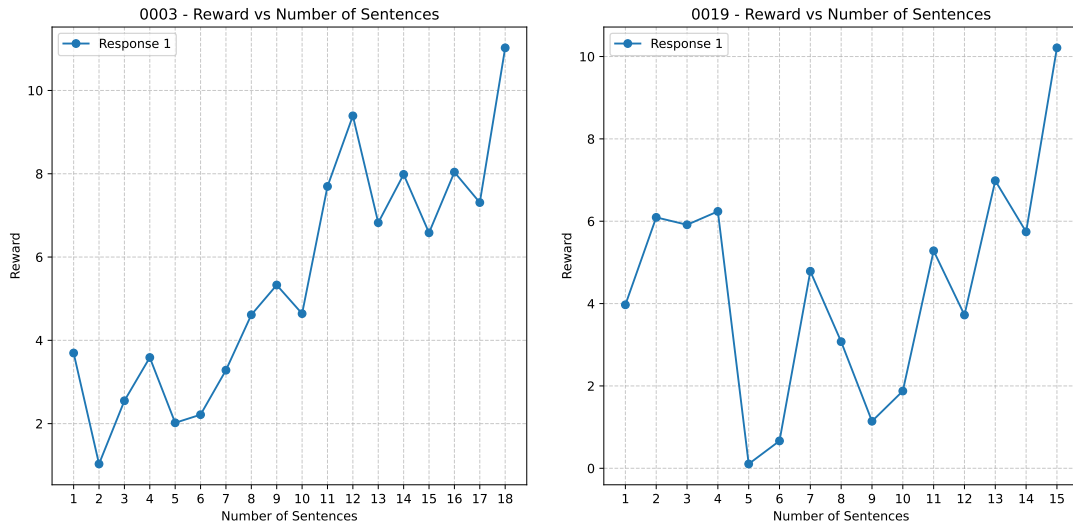 0003 - Reward vs Number of Sentences
Response 1
Reward
10
8
6
4
2
1 2 3 4 5 6 7 8 9 10 11 12 13 14 15 16 17 18
Number of Sentences
0019 - Reward vs Number of Sentences
Response 1
Reward
10
8
6
4
2
0
1 2 3 4 5 6 7 8 9 10 11 12 13 14 15
Number of Sentences